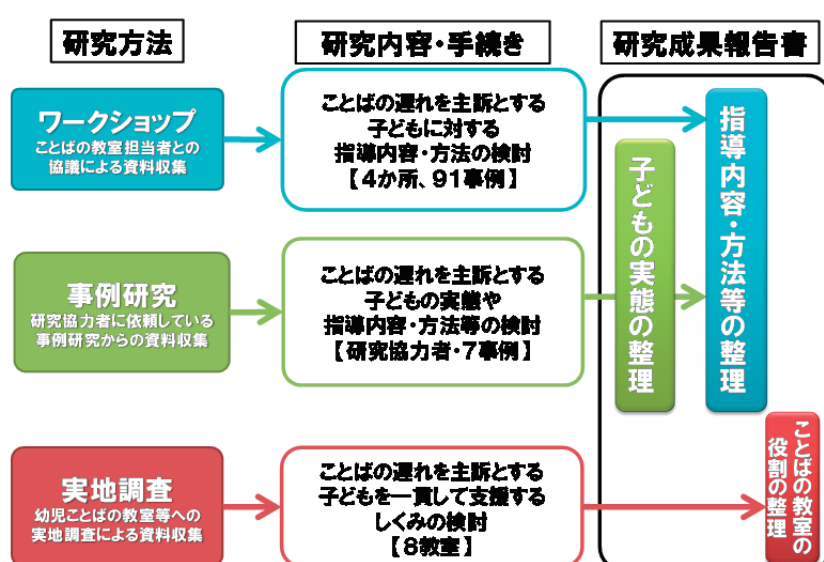 研究方法
研究内容・手続き
研究成果報告書
ワークショップ
ことばの教室担当者との
協議による資料収集
ことばの遅れを主訴とする
子どもに対する
指導内容・方法の検討
【4か所、91事例】
事例研究
研究協力者に依頼している
事例研究からの資料収集
ことばの遅れを主訴とする
子どもの実態や
指導内容・方法等の検討
【研究協力者・7事例】
実地調査
幼児ことばの教室等への
実地調査による資料収集
ことばの遅れを主訴とする
子どもを一貫して支援する
しくみの検討
【8教室】
子どもの実態の整理
指導内容・方法等の整理
ことばの教室の
役割の整理